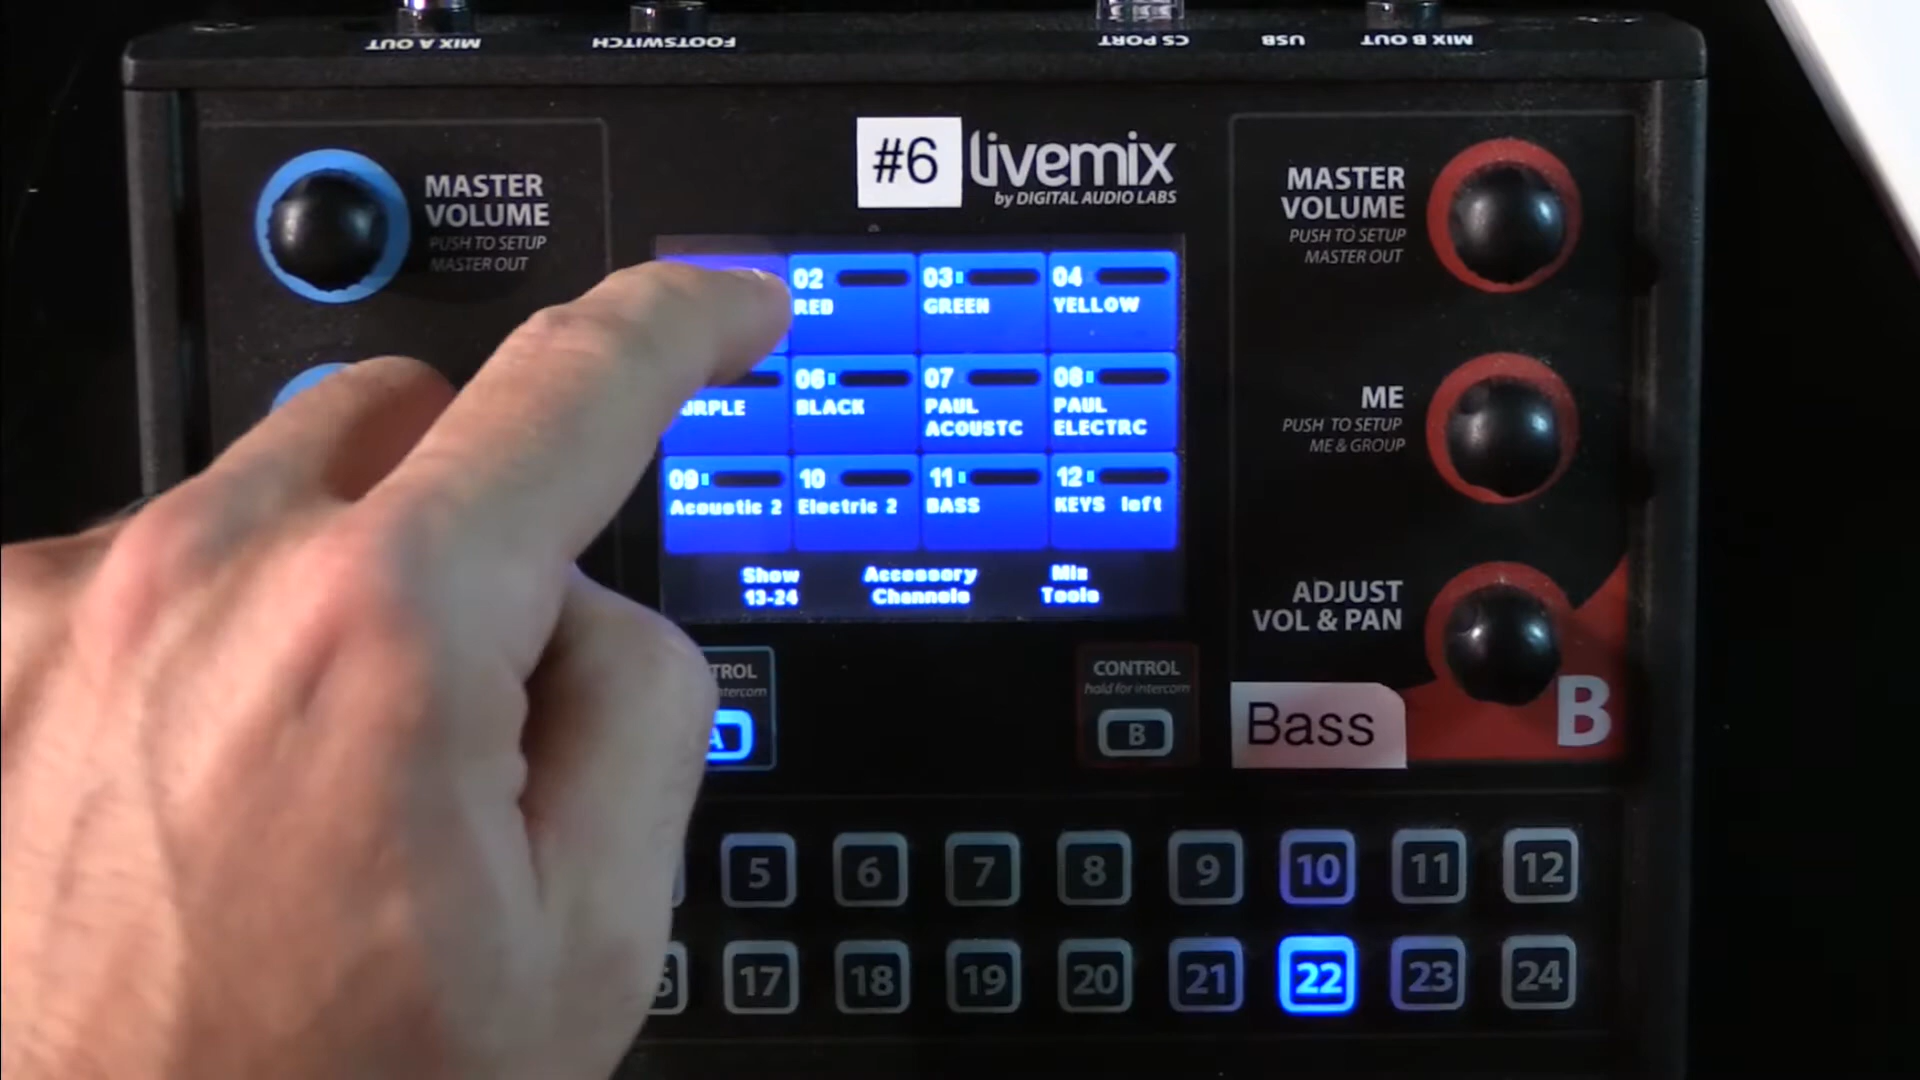 MIX A OUT
FOOTSWITCH
CS PORT
USB
MIX B OUT
MASTER
VOLUME
PUSH TO SETUP
MASTER OUT
#6
livemix
by DIGITAL AUDIO LABS
MASTER
VOLUME
PUSH TO SETUP
MASTER OUT
02
RED
03
GREEN
04
YELLOW
06
BLACK
07
PAUL
ACOUSTC
08
PAUL
ELECTRC
09
Acoustic 2
10
Electric 2
11
BASS
12
KEYS left
Show
13-24
Accessory
Channels
Mix
Tools
ME
PUSH TO SETUP
ME & GROUP
ADJUST
VOL & PAN
CONTROL
hold for intercom
A
B
Bass
B
5 6 7 8 9 10 11 12
17 18 19 20 21 22 23 24